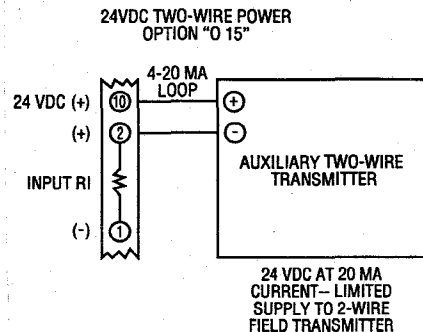 24VDC TWO-WIRE POWER
OPTION "O 15"
4-20 MA
LOOP
24 VDC (+) 10 +
(+) 2 -
AUXILIARY TWO-WIRE
TRANSMITTER
INPUT RI
(-) 1
24 VDC AT 20 MA
CURRENT– LIMITED
SUPPLY TO 2-WIRE
FIELD TRANSMITTER